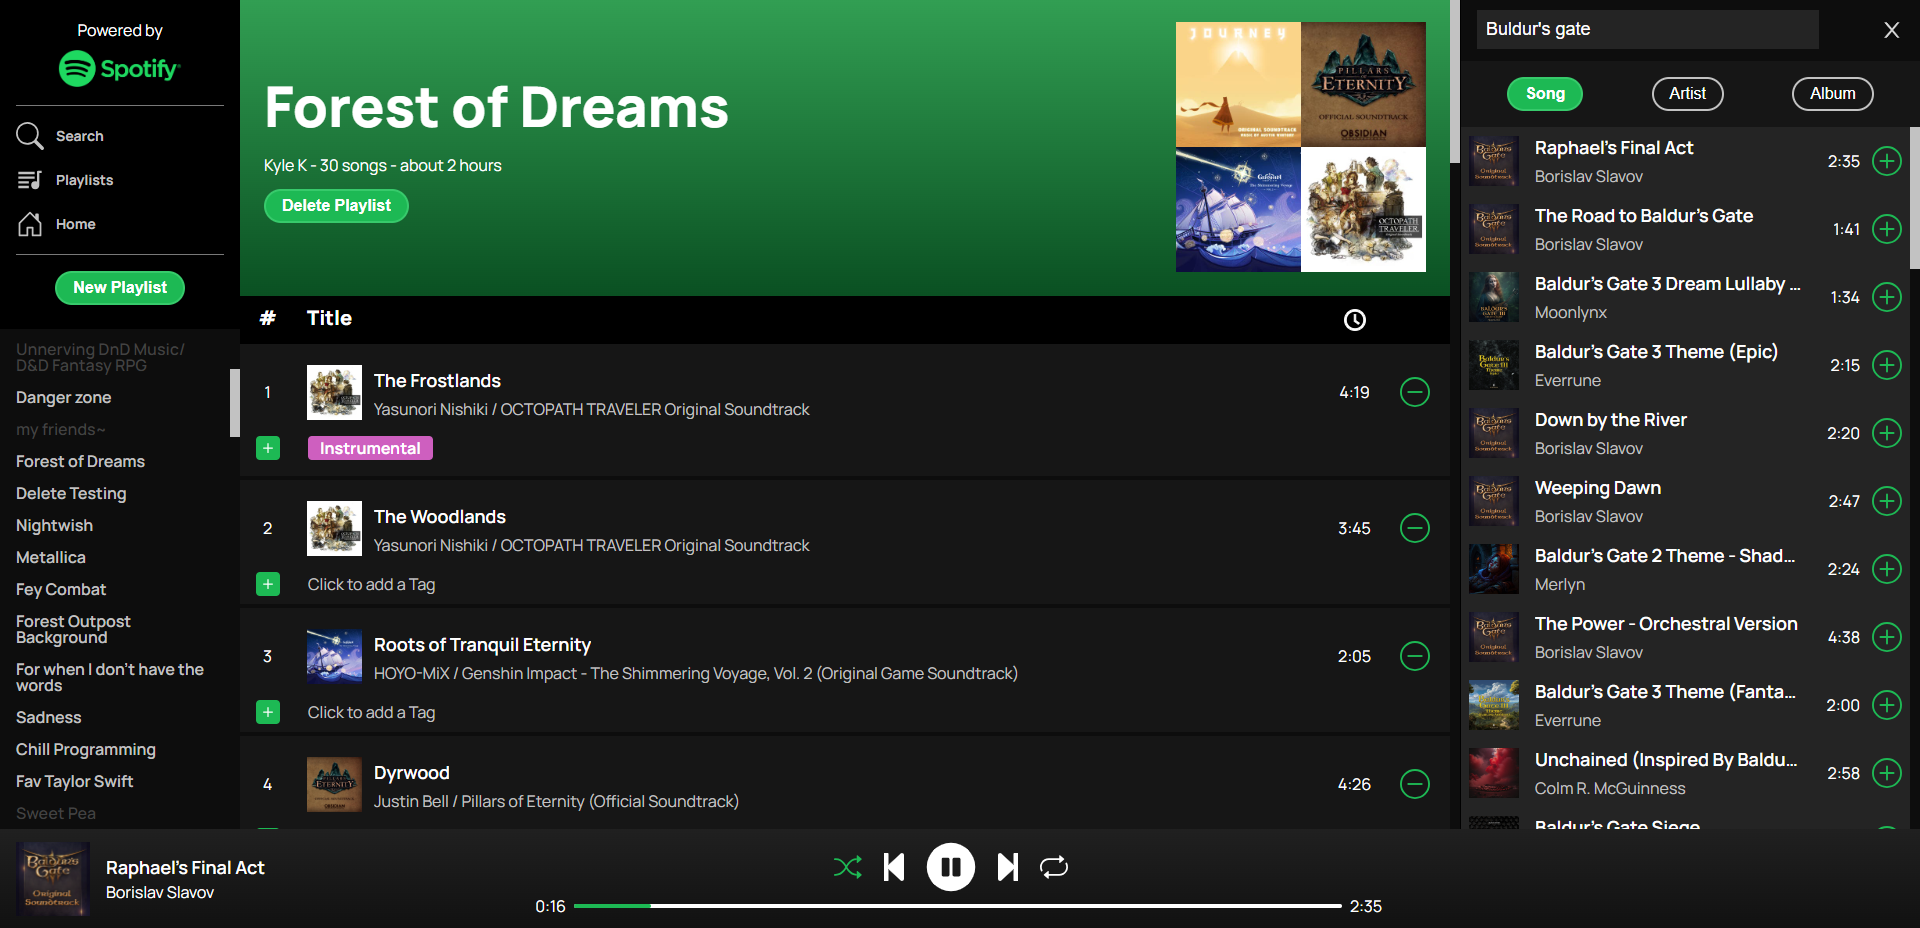 Powered by
Spotify
Search
Playlists
Home
New Playlist
Unnerving DnD Music/
D&D Fantasy RPG
Danger zone
my friends~
Forest of Dreams
Delete Testing
Nightwish
Metallica
Fey Combat
Forest Outpost
Background
For when I don't have the
words
Sadness
Chill Programming
Fav Taylor Swift
Sweet Pea
Forest of Dreams
Kyle K - 30 songs - about 2 hours
Delete Playlist
JOURNEY
ORIGINAL SOUNDTRACK
PILLARS
OF
ETERNITY
OFFICIAL SOUNDTRACK
OBSIDIAN
Genshin
OCTOPATH
TRAVELER
# Title
1 The Frostlands 4:19
Yasunori Nishiki / OCTOPATH TRAVELER Original Soundtrack
+ Instrumental
2 The Woodlands 3:45
Yasunori Nishiki / OCTOPATH TRAVELER Original Soundtrack
+ Click to add a Tag
3 Roots of Tranquil Eternity 2:05
HOYO-MiX / Genshin Impact - The Shimmering Voyage, Vol. 2 (Original Game Soundtrack)
+ Click to add a Tag
4 Dyrwood 4:26
Justin Bell / Pillars of Eternity (Official Soundtrack)
Buldur's gate
Song Artist Album
Raphael's Final Act 2:35
Borislav Slavov
The Road to Baldur's Gate 1:41
Borislav Slavov
Baldur's Gate 3 Dream Lullaby ... 1:34
Moonlynx
Baldur's Gate 3 Theme (Epic) 2:15
Everrune
Down by the River 2:20
Borislav Slavov
Weeping Dawn 2:47
Borislav Slavov
Baldur's Gate 2 Theme - Shad... 2:24
Merlyn
The Power - Orchestral Version 4:38
Borislav Slavov
Baldur's Gate 3 Theme (Fanta... 2:00
Everrune
Unchained (Inspired By Baldu... 2:58
Colm R. McGuinness
Baldur's Gate Siege
Baldur's
Gate
Original
Soundtrack
Raphael's Final Act
Borislav Slavov
0:16 2:35